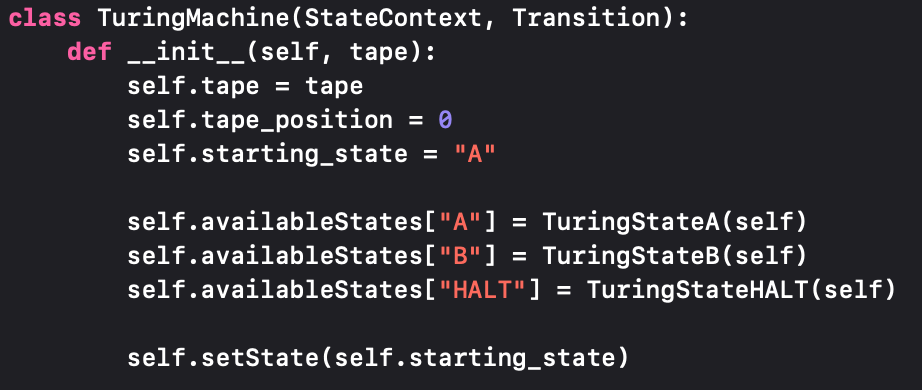 class TuringMachine(StateContext, Transition):
    def __init__(self, tape):
        self.tape = tape
        self.tape_position = 0
        self.starting_state = "A"

        self.availableStates["A"] = TuringStateA(self)
        self.availableStates["B"] = TuringStateB(self)
        self.availableStates["HALT"] = TuringStateHALT(self)

        self.setState(self.starting_state)